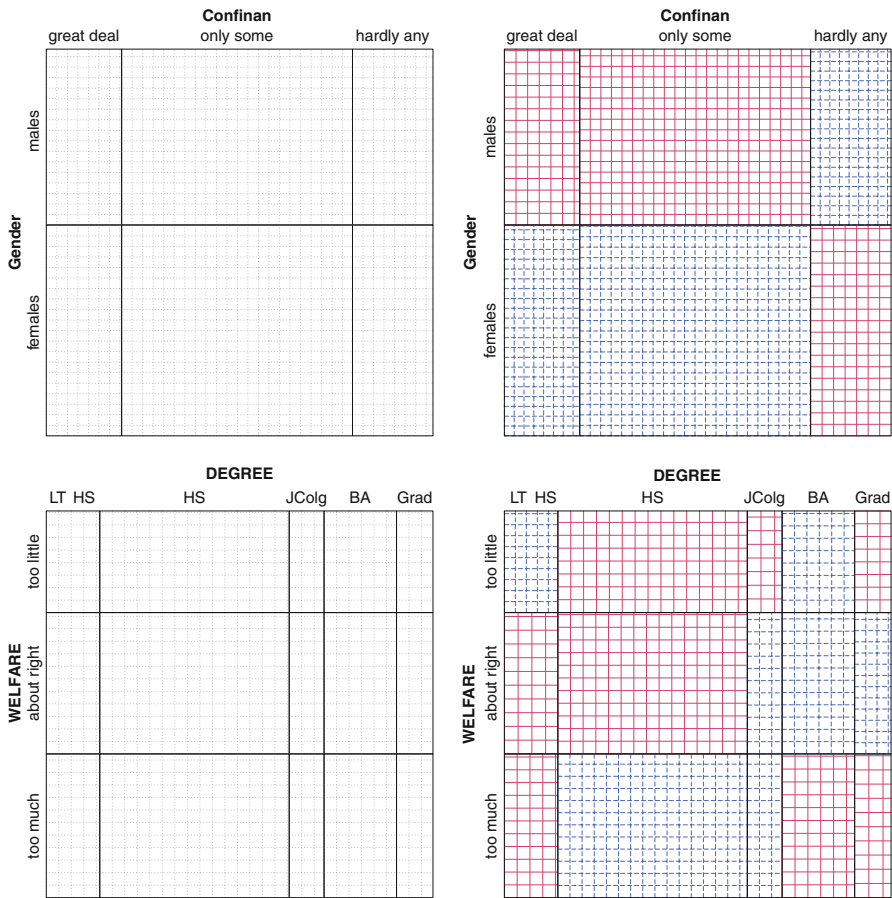 Confinan
great deal only some hardly any
Gender
males
females
Confinan
great deal only some hardly any
Gender
males
females
DEGREE
LT HS HS JColg BA Grad
WELFARE
too little
about right
too much
DEGREE
LT HS HS JColg BA Grad
WELFARE
too little
about right
too much